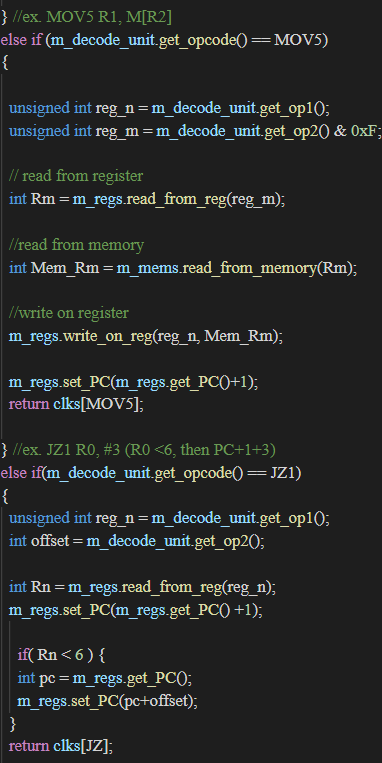 } //ex. MOV5 R1, M[R2]
else if (m_decode_unit.get_opcode() == MOV5)
{
unsigned int reg_n = m_decode_unit.get_op1();
unsigned int reg_m = m_decode_unit.get_op2() & 0xF;
// read from register
int Rm = m_regs.read_from_reg(reg_m);
//read from memory
int Mem_Rm = m_mems.read_from_memory(Rm);
//write on register
m_regs.write_on_reg(reg_n, Mem_Rm);
m_regs.set_PC(m_regs.get_PC()+1);
return clks[MOV5];
} //ex. JZ1 R0, #3 (R0 <6, then PC+1+3)
else if(m_decode_unit.get_opcode() == JZ1)
{
unsigned int reg_n = m_decode_unit.get_op1();
int offset = m_decode_unit.get_op2();
int Rn = m_regs.read_from_reg(reg_n);
m_regs.set_PC(m_regs.get_PC() +1);
if( Rn < 6 ) {
int pc = m_regs.get_PC();
m_regs.set_PC(pc+offset);
}
return clks[JZ];